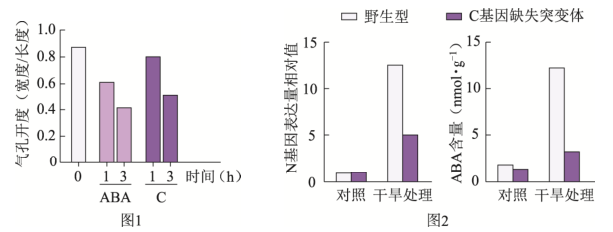 野生型
C基因缺失突变体
气孔开度（宽度/长度）
1.0
0.8
0.6
0.4
0.2
0
0 1 3 1 3 时间（h）
ABA C
图1
N基因表达量相对值
15
10
5
0
对照 干旱处理
ABA含量（nmol·g⁻¹）
15
10
5
0
对照 干旱处理
图2